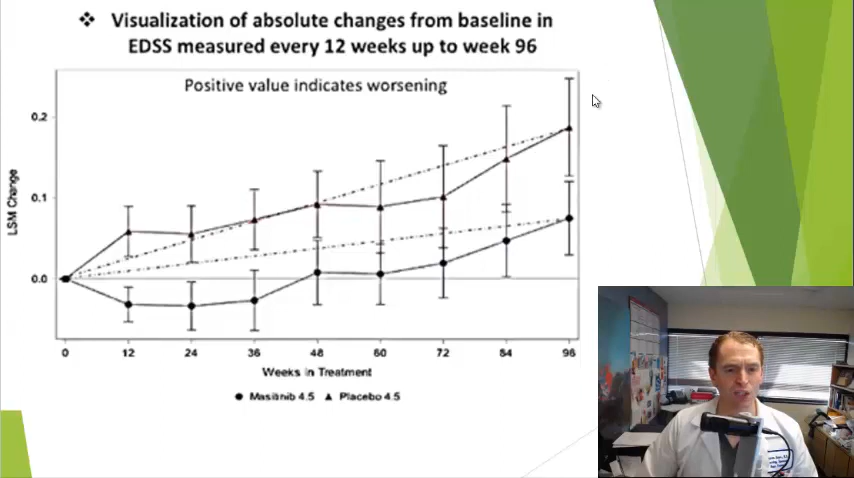 ❖ Visualization of absolute changes from baseline in
EDSS measured every 12 weeks up to week 96
Positive value indicates worsening
0.2
0.1
0.0
LSM Change
0 12 24 36 48 60 72 84 96
Weeks in Treatment
● Masitinib 4.5 ▲ Placebo 4.5